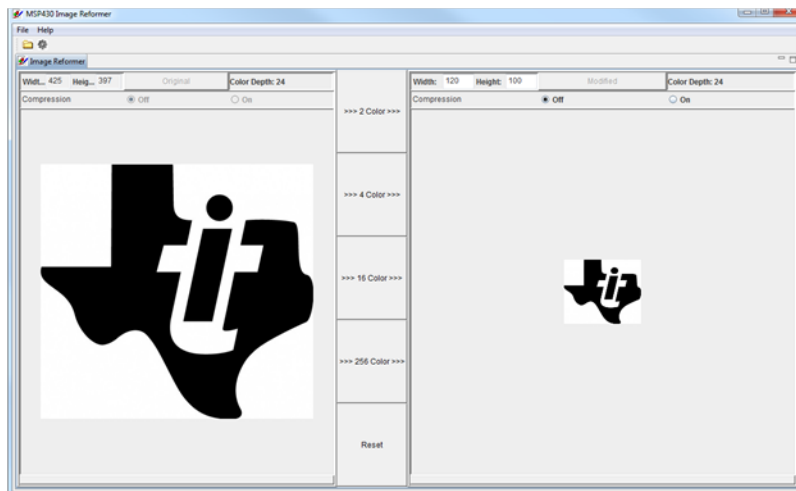 MSP430 Image Reformer
File Help
Image Reformer
Widt... 425 Heig... 397 Original Color Depth: 24
Compression Off On
>>> 2 Color >>>
>>> 4 Color >>>
>>> 16 Color >>>
>>> 256 Color >>>
Reset
Width: 120 Height: 100 Modified Color Depth: 24
Compression Off On